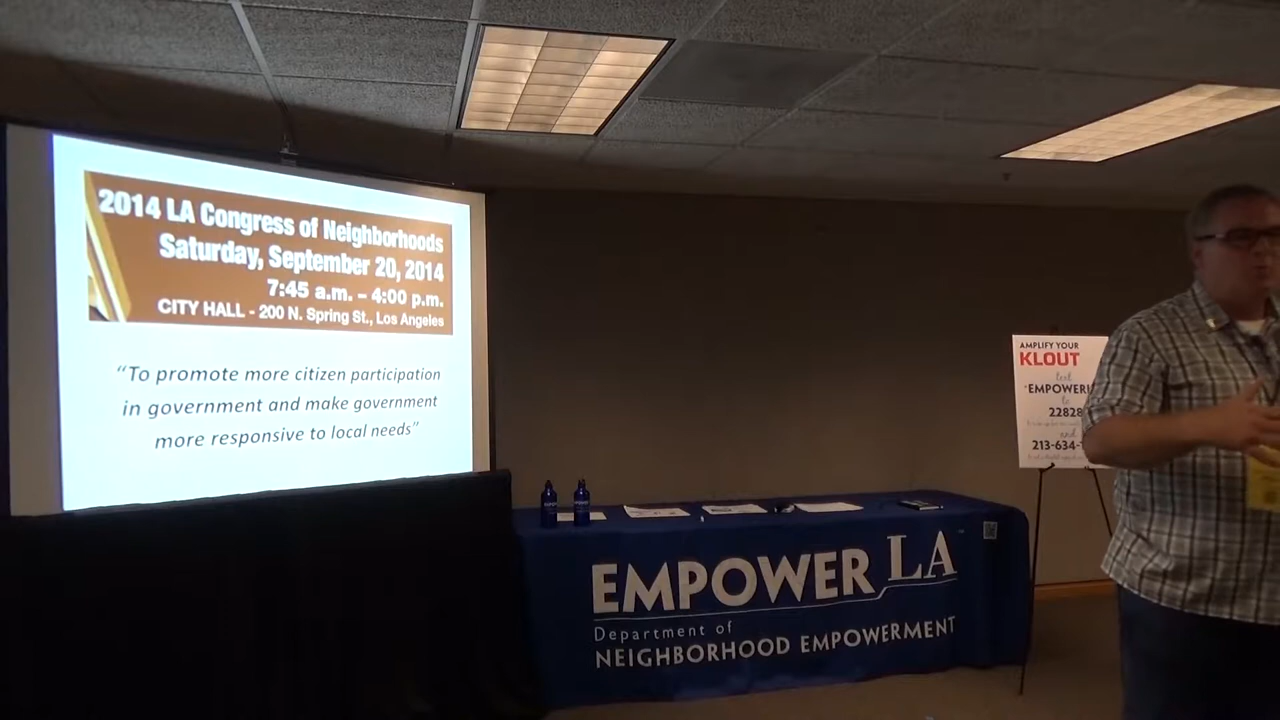 2014 LA Congress of Neighborhoods
Saturday, September 20, 2014
7:45 a.m. – 4:00 p.m.
CITY HALL - 200 N. Spring St., Los Angeles
“To promote more citizen participation
in government and make government
more responsive to local needs”
AMPLIFY YOUR
KLOUT
text
22828
and
213-634-
EMPOWER LA
Department of
NEIGHBORHOOD EMPOWERMENT